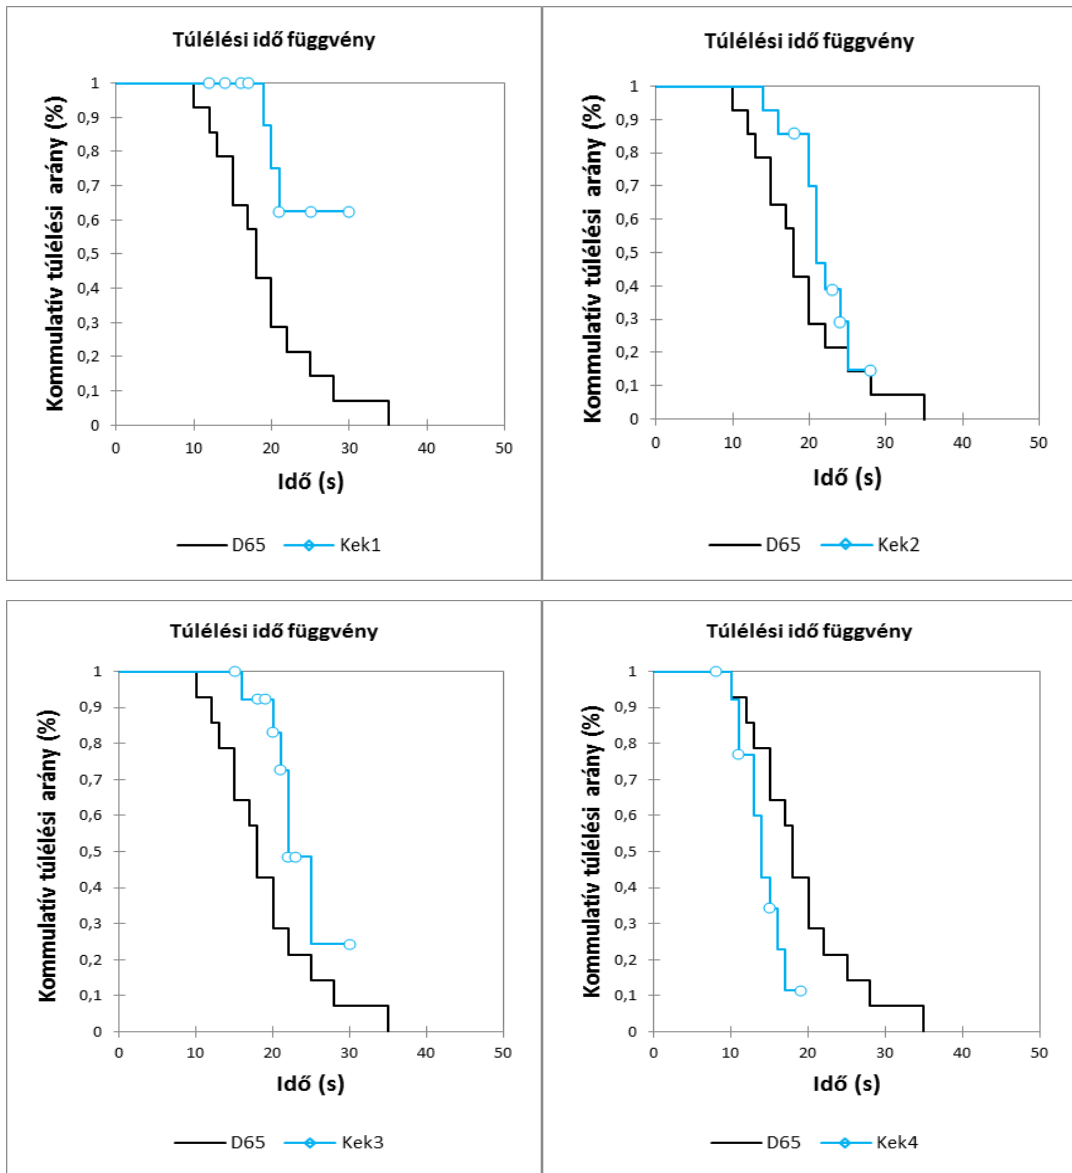 Túlélési idő függvény
Kommulatív túlélési arány (%)
1
0,9
0,8
0,7
0,6
0,5
0,4
0,3
0,2
0,1
0
0 10 20 30 40 50
Idő (s)
D65 Kek1
Túlélési idő függvény
Kommulatív túlélési arány (%)
1
0,9
0,8
0,7
0,6
0,5
0,4
0,3
0,2
0,1
0
0 10 20 30 40 50
Idő (s)
D65 Kek2
Túlélési idő függvény
Kommulatív túlélési arány (%)
1
0,9
0,8
0,7
0,6
0,5
0,4
0,3
0,2
0,1
0
0 10 20 30 40 50
Idő (s)
D65 Kek3
Túlélési idő függvény
Kommulatív túlélési arány (%)
1
0,9
0,8
0,7
0,6
0,5
0,4
0,3
0,2
0,1
0
0 10 20 30 40 50
Idő (s)
D65 Kek4